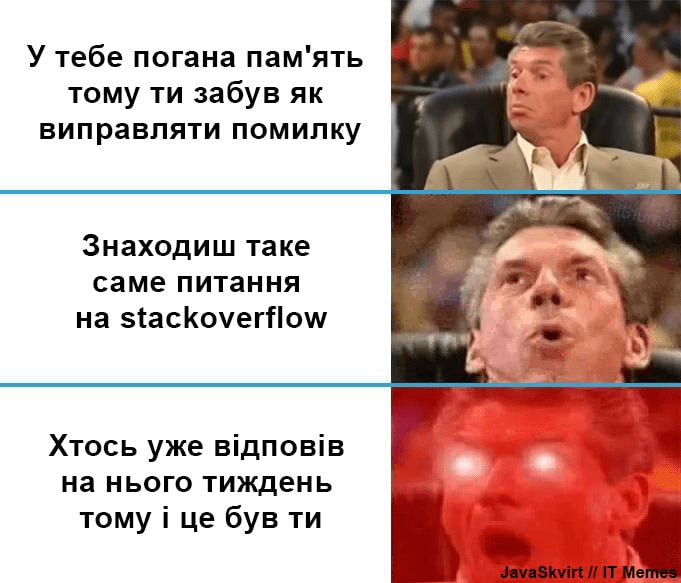 У тебе погана пам'ять
тому ти забув як
виправляти помилку
Знаходиш таке
саме питання
на stackoverflow
Хтось уже відповів
на нього тиждень
тому і це був ти
JavaSkvirt // IT Memes